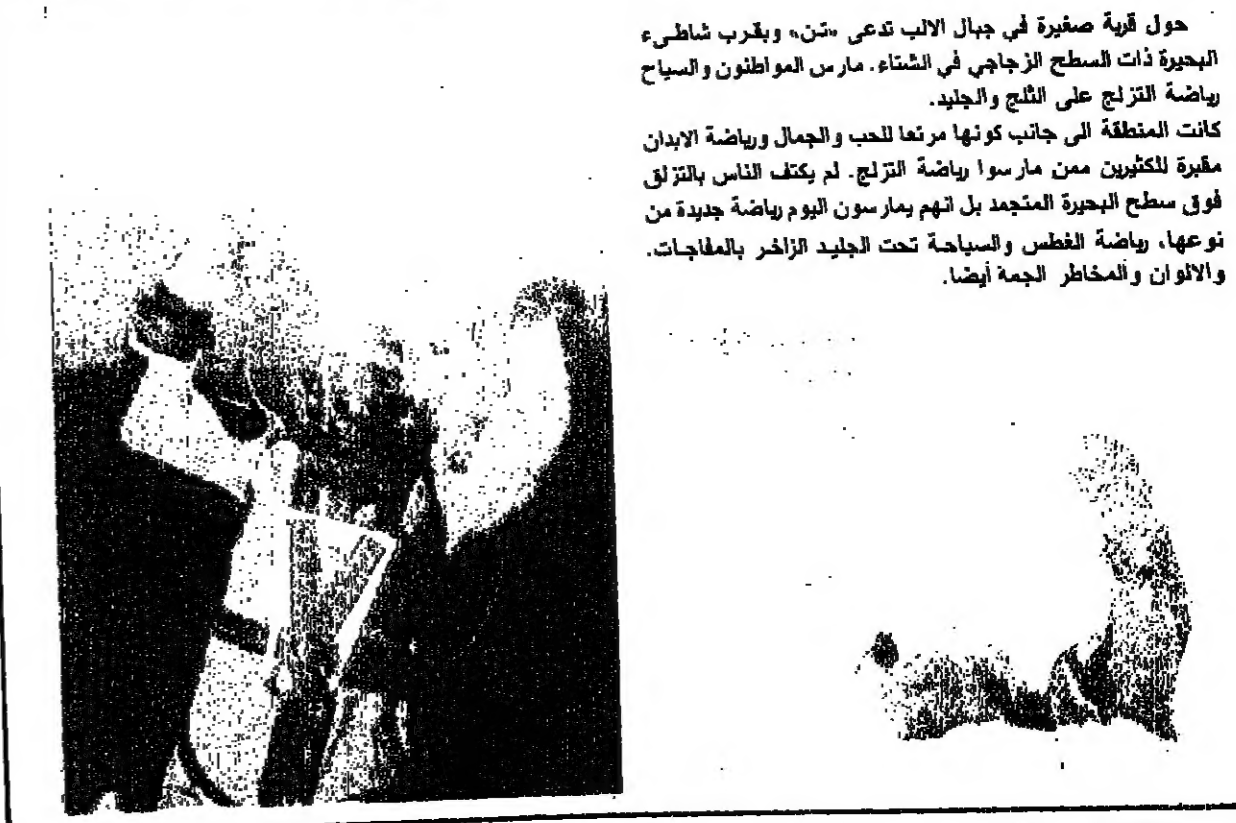 حول قرية صغيرة في جبال الالب تدعى «تن» وبقرب شاطىء
البحيرة ذات السطح الزجاجي في الشتاء. مارس المواطنون والسياح
رياضة التزلج على الثلج والجليد.
كانت المنطقة الى جانب كونها مرتعا للحب والجمال ورياضة الابدان
مقبرة للكثيرين ممن مارسوا رياضة التزلج. لم يكتف الناس بالتزلق
فوق سطح البحيرة المتجمد بل انهم يمارسون اليوم رياضة جديدة من
نوعها، رياضة الغطس والسياحة تحت الجليد الزاخر بالمفاجات.
والالوان والمخاطر الجمة أيضا.